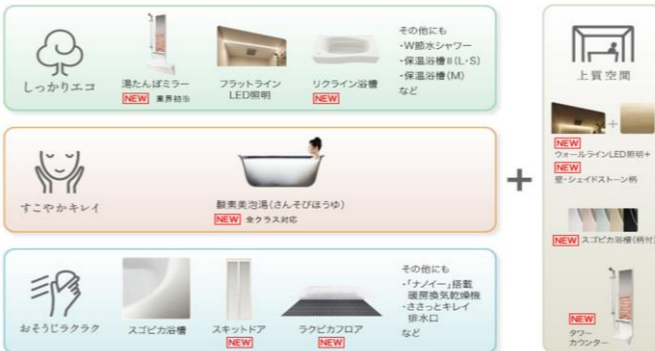 しっかりエコ
湯たんぽミラー
NEW 業界初※
フラットライン
LED照明
リクライン浴槽
NEW
その他にも
・W節水シャワー
・保温浴槽Ⅱ(L・S)
・保温浴槽(M)
など
すこやかキレイ
酸素美泡湯(さんそびほうゆ)
NEW 全クラス対応
おそうじラクラク
スゴピカ浴槽
スキットドア
NEW
ラクピカフロア
NEW
その他にも
・「ナノイー」搭載
暖房換気乾燥機
・ささっとキレイ
排水口
など
+
上質空間
+
NEW
ウォールラインLED照明+
NEW
壁・シェイドストーン柄
NEW スゴピカ浴槽(柄付)
NEW
タワー
カウンター